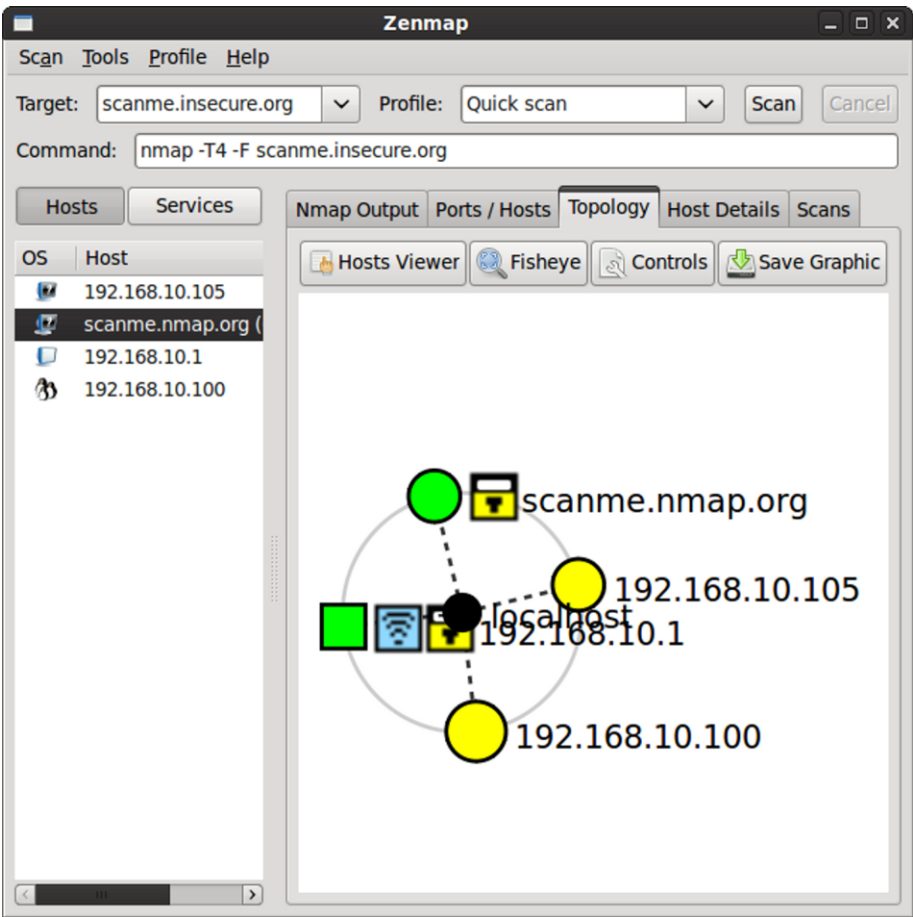 Zenmap
Scan Tools Profile Help
Target: scanme.insecure.org Profile: Quick scan Scan Cancel
Command: nmap -T4 -F scanme.insecure.org
Hosts Services
Nmap Output Ports / Hosts Topology Host Details Scans
OS Host
Hosts Viewer Fisheye Controls Save Graphic
192.168.10.105
scanme.nmap.org (
192.168.10.1
192.168.10.100
scanme.nmap.org
192.168.10.105
localhost
192.168.10.1
192.168.10.100